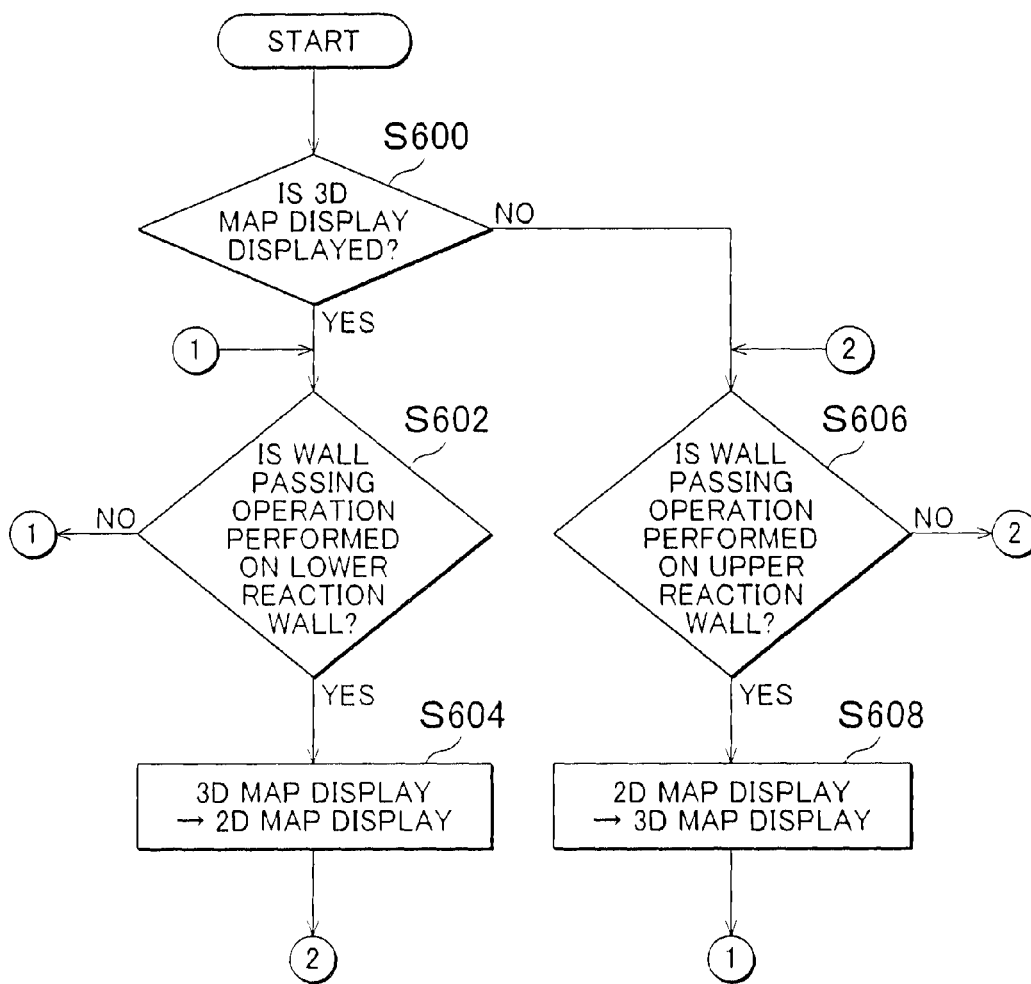 START
S600
IS 3D
MAP DISPLAY
DISPLAYED?
NO
YES
1
2
S602
S606
IS WALL
PASSING
OPERATION
PERFORMED
ON LOWER
REACTION
WALL?
NO
1
YES
IS WALL
PASSING
OPERATION
PERFORMED
ON UPPER
REACTION
WALL?
NO
2
YES
S604
3D MAP DISPLAY
→ 2D MAP DISPLAY
S608
2D MAP DISPLAY
→ 3D MAP DISPLAY
2
1